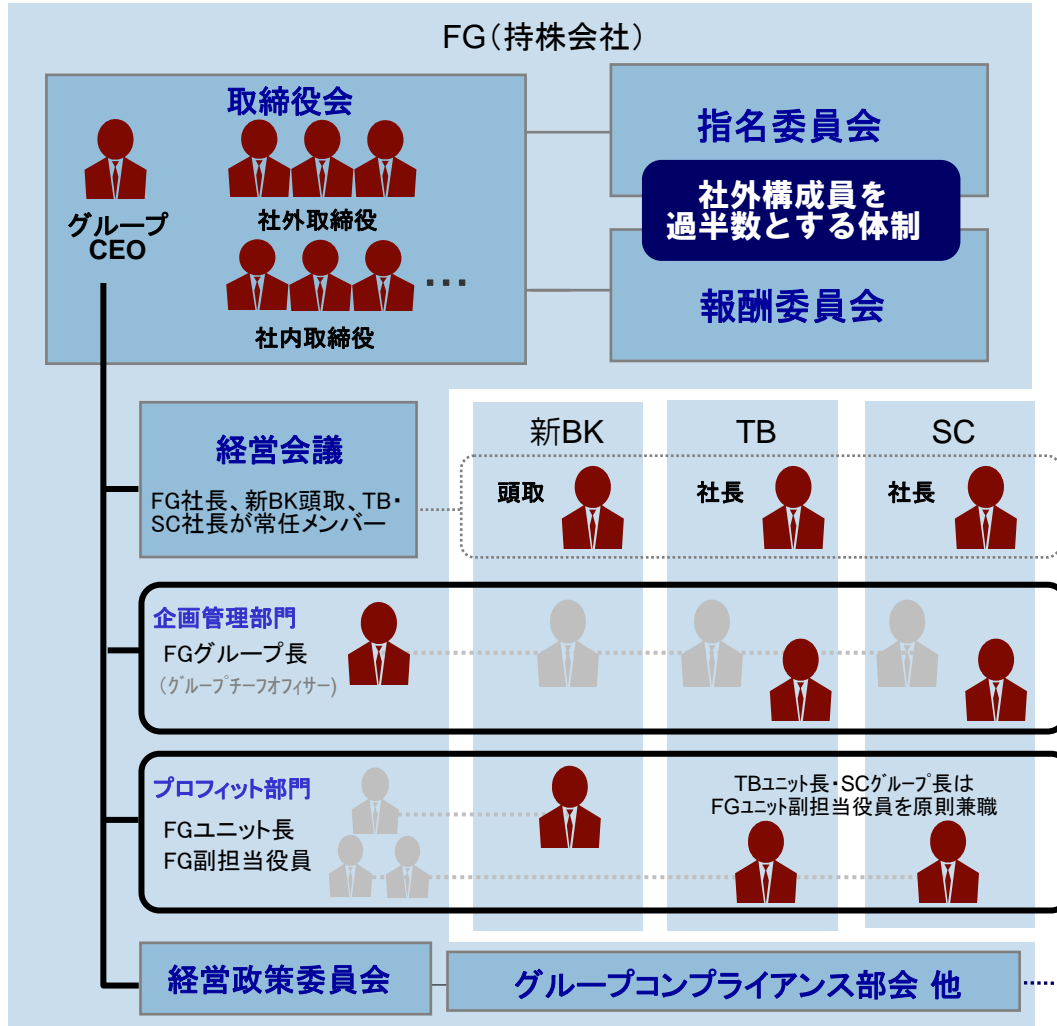 FG(持株会社)
取締役会
グループ
CEO
社外取締役
社内取締役
…
指名委員会
社外構成員を
過半数とする体制
報酬委員会
経営会議
FG社長、新BK頭取、TB・
SC社長が常任メンバー
新BK
TB
SC
頭取
社長
社長
企画管理部門
FGグループ長
(グループチーフオフィサー)
プロフィット部門
FGユニット長
FG副担当役員
TBユニット長・SCグループ長は
FGユニット副担当役員を原則兼職
経営政策委員会
グループコンプライアンス部会 他